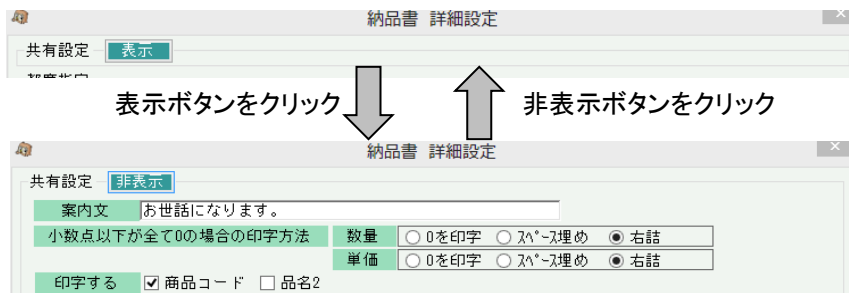 納品書 詳細設定
共有設定 表示
都度指定
表示ボタンをクリック 非表示ボタンをクリック
納品書 詳細設定
共有設定 非表示
案内文 お世話になります。
小数点以下が全て0の場合の印字方法 数量 0を印字 ｽﾍﾟｰｽ埋め 右詰
単価 0を印字 ｽﾍﾟｰｽ埋め 右詰
印字する 商品コード 品名2